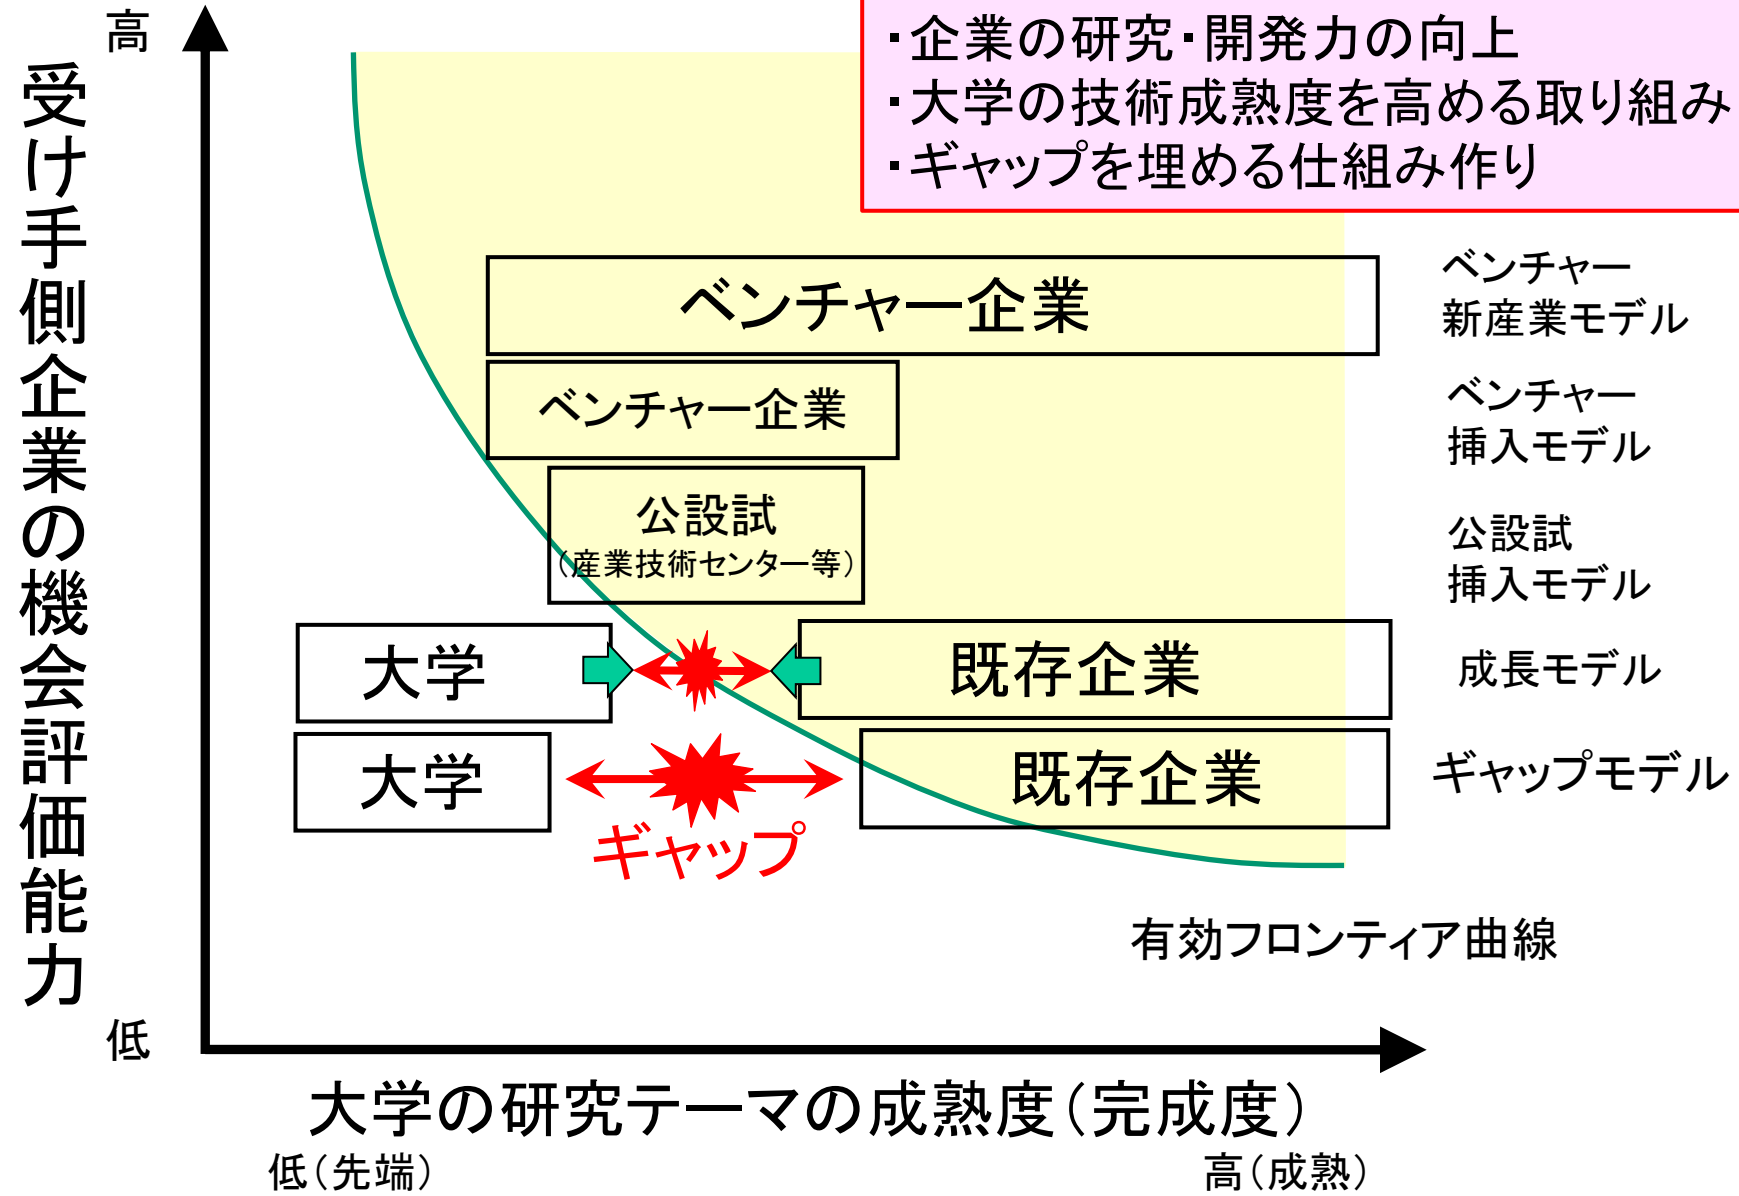 ・企業の研究・開発力の向上
・大学の技術成熟度を高める取り組み
・ギャップを埋める仕組み作り
高
受け手側企業の機会評価能力
低
ベンチャー企業
ベンチャー
新産業モデル
ベンチャー企業
ベンチャー
挿入モデル
公設試
（産業技術センター等）
公設試
挿入モデル
大学
既存企業
成長モデル
大学
既存企業
ギャップモデル
ギャップ
有効フロンティア曲線
大学の研究テーマの成熟度（完成度）
低（先端）
高（成熟）